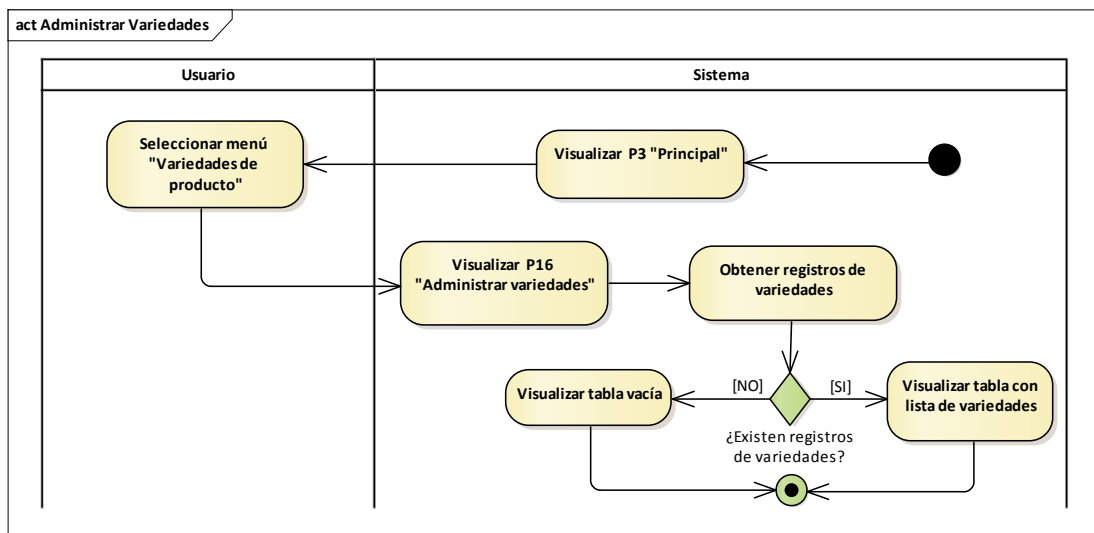 act Administrar Variedades
Usuario
Sistema
Seleccionar menú
"Variedades de
producto"
Visualizar P3 "Principal"
Visualizar P16
"Administrar variedades"
Obtener registros de
variedades
Visualizar tabla vacía
[NO]
[SI]
Visualizar tabla con
lista de variedades
¿Existen registros
de variedades?